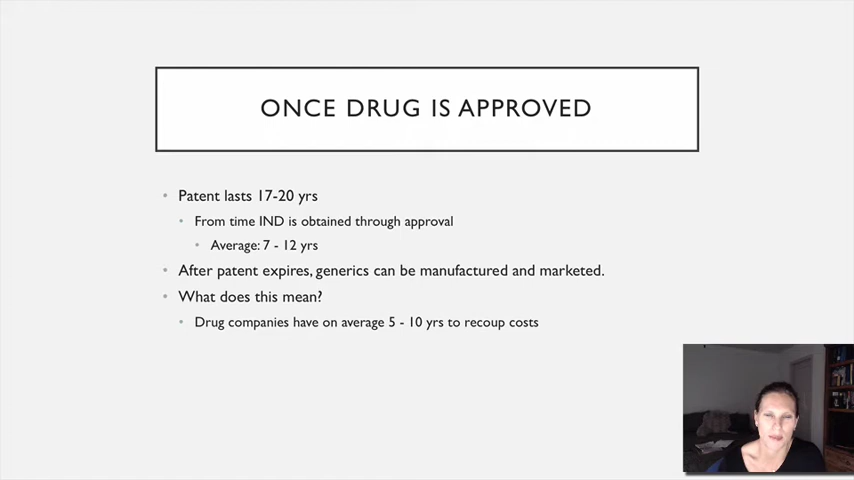 ONCE DRUG IS APPROVED
• Patent lasts 17-20 yrs
• From time IND is obtained through approval
• Average: 7 - 12 yrs
• After patent expires, generics can be manufactured and marketed.
• What does this mean?
• Drug companies have on average 5 - 10 yrs to recoup costs